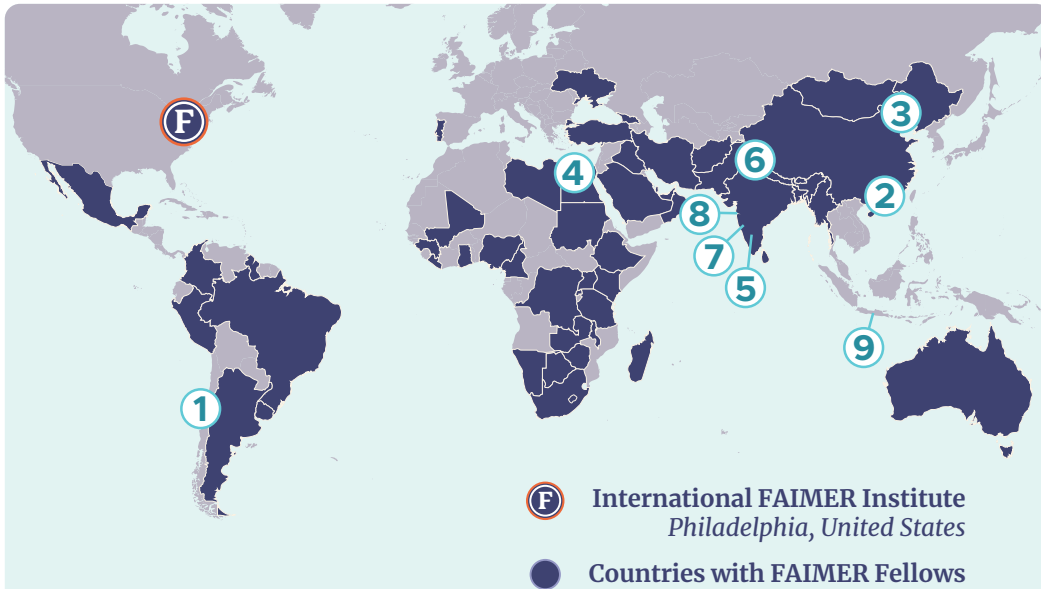 F
3
6
4
2
8
7
5
9
1
F International FAIMER Institute
Philadelphia, United States
Countries with FAIMER Fellows